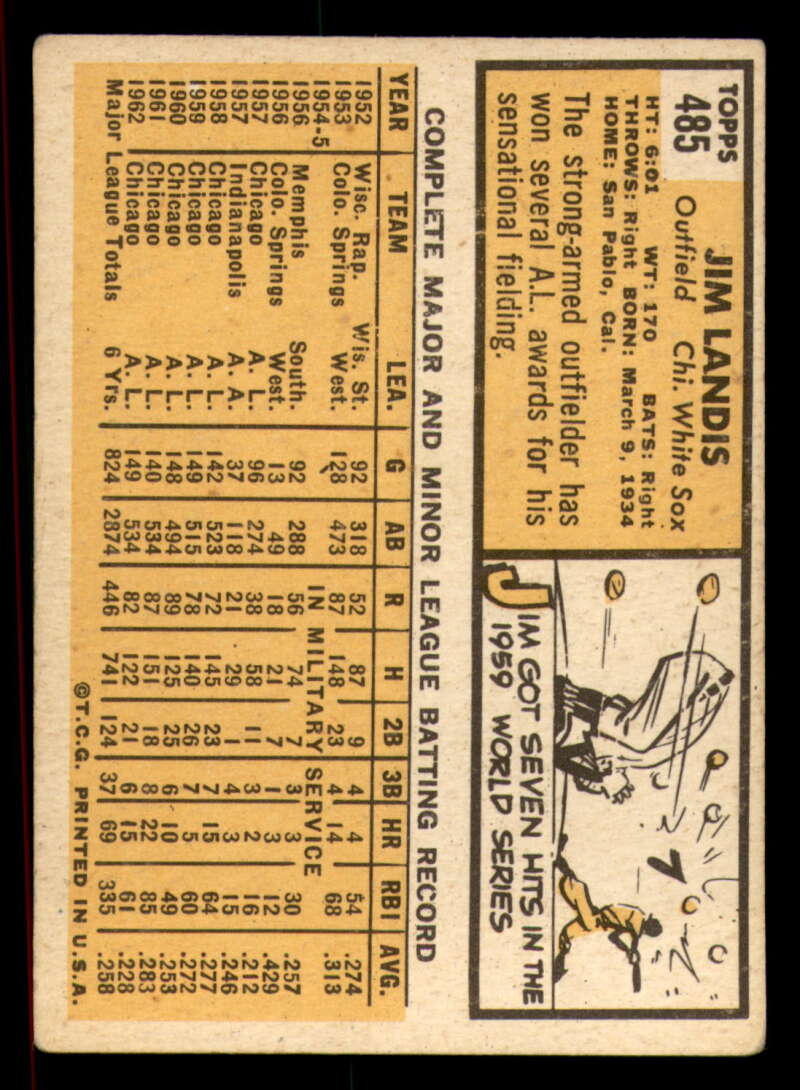 TOPPS
485
JIM LANDIS
Outfield Chi. White Sox
HT: 6:01 WT: 170 BATS: Right
THROWS: Right BORN: March 9, 1934
HOME: San Pablo, Cal.
The strong-armed outfielder has
won several A.L. awards for his
sensational fielding.
7
JIM GOT SEVEN HITS IN THE
1959 WORLD SERIES
COMPLETE MAJOR AND MINOR LEAGUE BATTING RECORD
YEAR TEAM LEA. G AB R H 2B 3B HR RBI AVG.
1952 Wisc. Rap. Wis. St. 92 318 52 87 9 4 4 54 .274
1953 Colo. Springs West. 128 473 87 148 23 4 14 68 .313
1954-5 IN MILITARY SERVICE
1956 Memphis South. 92 288 56 74 7 3 3 30 .257
1956 Colo. Springs West. 13 49 18 21 7 1 3 12 .429
1957 Chicago A. L. 96 274 38 58 11 3 2 16 .212
1957 Indianapolis A. A. 37 118 21 29 1 4 3 15 .246
1958 Chicago A. L. 142 523 72 145 23 7 15 64 .277
1959 Chicago A. L. 149 515 78 140 26 7 5 60 .272
1960 Chicago A. L. 148 494 89 125 25 6 10 49 .253
1961 Chicago A. L. 140 534 87 151 18 8 22 85 .283
1962 Chicago A. L. 149 534 82 122 21 6 15 61 .228
Major League Totals 6 Yrs. 824 2874 446 741 124 37 69 335 .258
©T.C.G. PRINTED IN U.S.A.